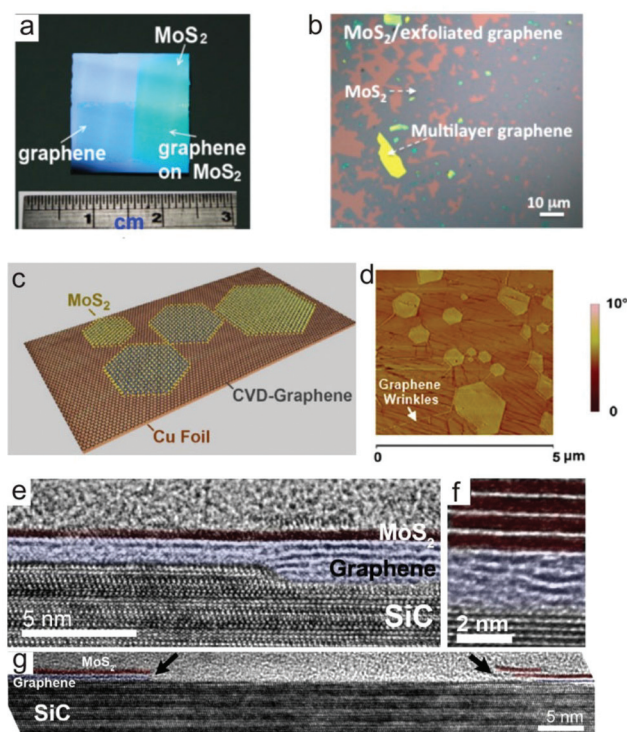 a
MoS₂
graphene
graphene
on MoS₂
1
2
3
cm
b
MoS₂/exfoliated graphene
MoS₂
Multilayer graphene
10 μm
c
MoS₂
CVD-Graphene
Cu Foil
d
Graphene
Wrinkles
0
5 μm
10°
0
e
MoS₂
Graphene
SiC
5 nm
f
2 nm
g
MoS₂
Graphene
SiC
5 nm